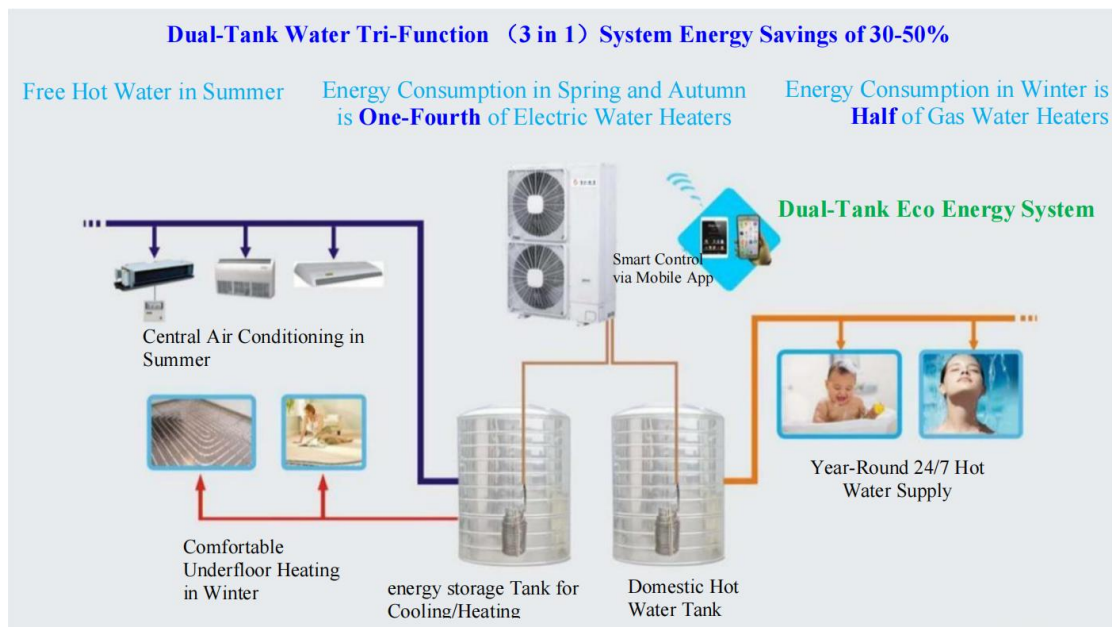 Dual-Tank Water Tri-Function （3 in 1）System Energy Savings of 30-50%
Free Hot Water in Summer
Energy Consumption in Spring and Autumn
is One-Fourth of Electric Water Heaters
Energy Consumption in Winter is
Half of Gas Water Heaters
Dual-Tank Eco Energy System
Smart Control
via Mobile App
Central Air Conditioning in
Summer
Year-Round 24/7 Hot
Water Supply
Comfortable
Underfloor Heating
in Winter
energy storage Tank for
Cooling/Heating
Domestic Hot
Water Tank